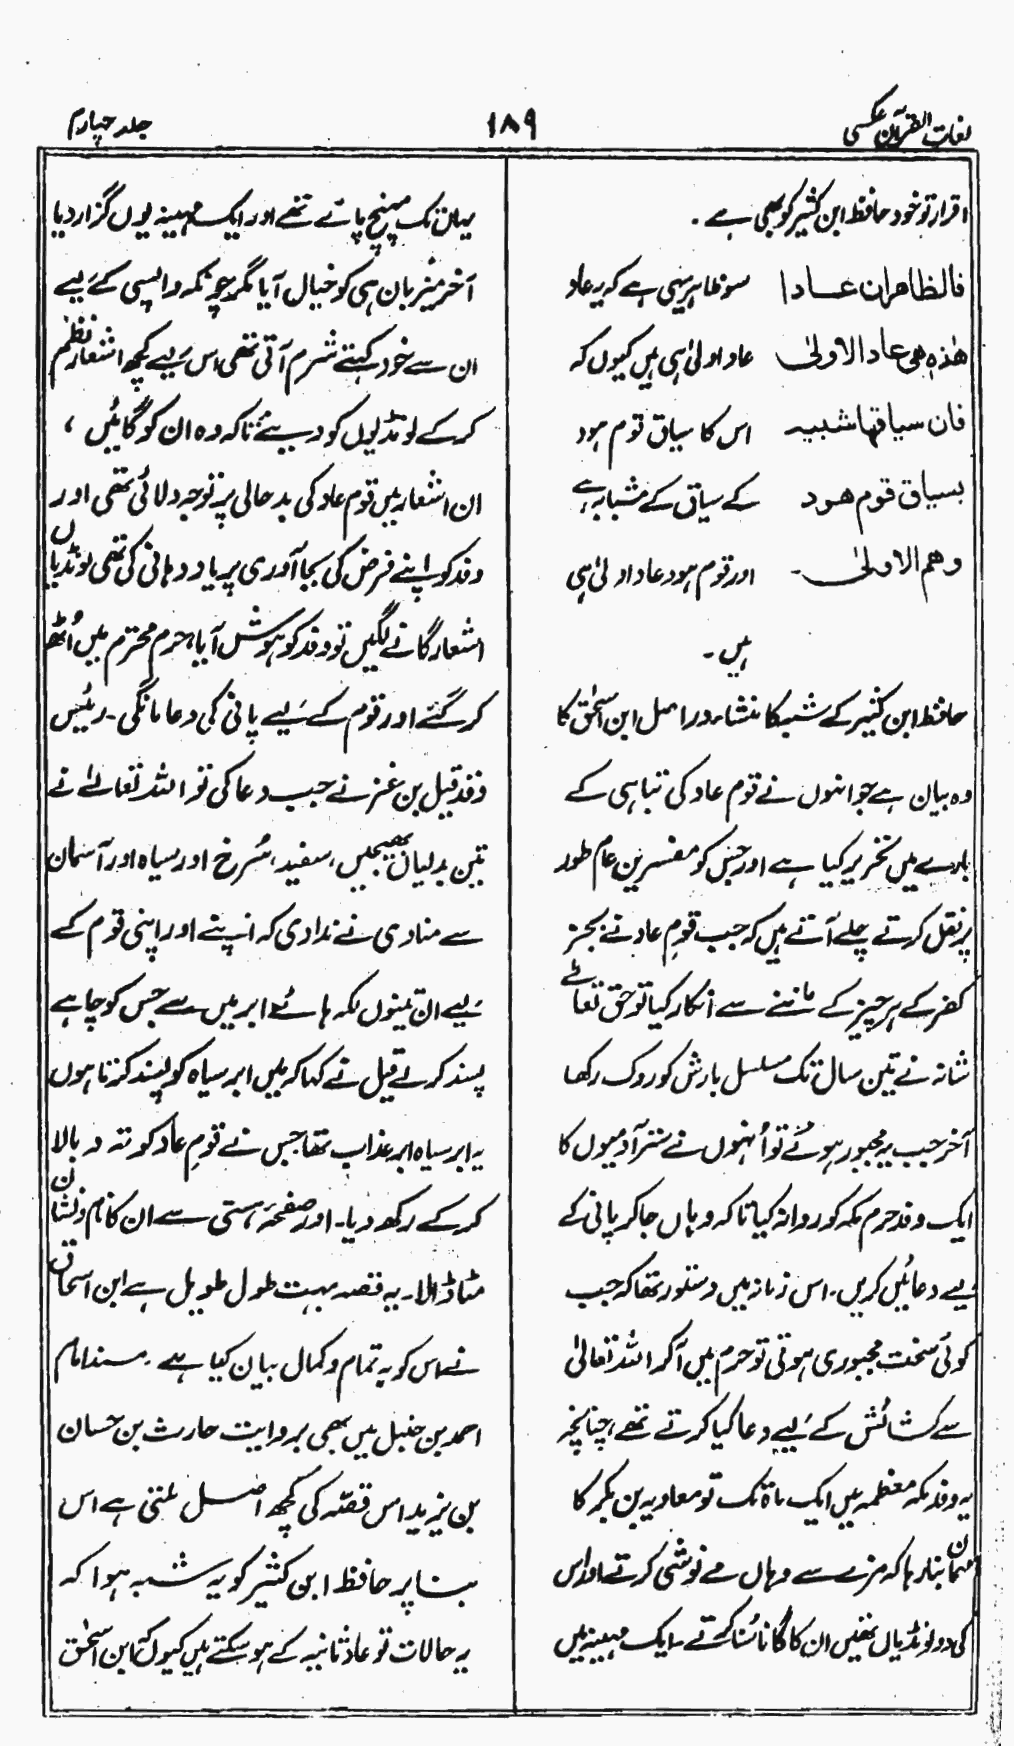 لغات القرآن عکسی
۱۸۹
جلد چہارم
اقرار تو خود حافظ ابن کثیر کو بھی ہے ۔
فالظاهران عادا
هٰذہ هی عاد الاولیٰ
فان سیاقها شبیہ
بسیاق قوم هود
وهم الاولیٰ۔
سو ظاہر یہی ہے کہ یہ عاد
عاد اولیٰ ہی ہیں کیوں کہ
اس کا سیاق قوم ہود
کے سیاق کے مشابہ ہے
اور قوم ہود عاد اولیٰ ہی
ہیں ۔
حافظ ابن کثیر کے شبہ کا منشاء دراصل ابن اسحٰق کا
وہ بیان ہے جو انہوں نے قوم عاد کی تباہی کے
بارے میں تحریر کیا ہے اور جس کو مفسرین عام طور
پر نقل کرتے چلے آتے ہیں کہ جب قومِ عاد نے بجز
کفر کے ہر چیز کے ماننے سے انکار کیا تو حق تعالےٰ
شانہ نے تین سال تک مسلسل بارش کو روک رکھا
آخر جب یہ مجبور ہوئے تو اُنہوں نے ستر آدمیوں کا
ایک وفد حرم مکہ کو روانہ کیا تاکہ وہاں جا کر پانی کے
لیے دعائیں کریں۔ اس زمانہ میں دستور تھا کہ جب
کوئی سخت مجبوری ہوتی تو حرم میں آکر اللہ تعالیٰ
سے کشائش کے لیے دعا کیا کرتے تھے، چنانچہ
یہ وفد مکہ معظمہ میں ایک ماہ تک تو معاویہ بن بکر کا
مہمان بنا رہا کہ مزے سے وہاں مے نوشی کرتے اور اس
کی دو لونڈیاں تھیں ان کا گانا سُنا کرتے۔ ایک مہینہ میں
یہاں تک پہنچ پائے تھے اور ایک مہینہ یوں گزار دیا
آخر میزبان ہی کو خیال آیا مگر چونکہ واپسی کے لیے
ان سے خود کہتے شرم آتی تھی اس لیے کچھ اشعار نظم
کر کے لونڈیوں کو دیئے تاکہ وہ ان کو گائیں ،
ان اشعار میں قوم عاد کی بدحالی پر توجہ دلائی تھی اور
وفد کو اپنے فرض کی بجا آوری پر یاد دہانی کی تھی لونڈیاں
اشعار گانے لگیں تو وفد کو ہوش آیا، حرم محترم میں اُٹھ
کر گئے اور قوم کے لیے پانی کی دعا مانگی۔ رئیس
وفد قیل بن غز نے جب دعا کی تو اللہ تعالےٰ نے
تین بدلیاں بھیجیں، سفید، سُرخ اور سیاہ اور آسمان
سے منادی نے ندا دی کہ اپنے اور اپنی قوم کے
لیے ان تینوں لکہ ہائے ابر میں سے جس کو چاہے
پسند کر لے قیل نے کہا کہ میں ابر سیاہ کو پسند کرتا ہوں
یہ ابر سیاہ ابرِ عذاب تھا جس نے قومِ عاد کو تہ و بالا
کر کے رکھ دیا۔ اور صفحۂ ہستی سے ان کا نام و نشان
مٹا ڈالا۔ یہ قصہ بہت طول طویل ہے ابن اسحاق
نے اس کو بہ تمام و کمال بیان کیا ہے ۔ مسند امام
احمد بن حنبل میں بھی بروایت حارث بن حسان
بن یزید اس قصّہ کی کچھ اصل ملتی ہے اس
بنا پر حافظ ابن کثیر کو یہ شبہ ہوا کہ
یہ حالات تو عاد ثانیہ کے ہو سکتے ہیں کیوں کہ ابن اسحٰق